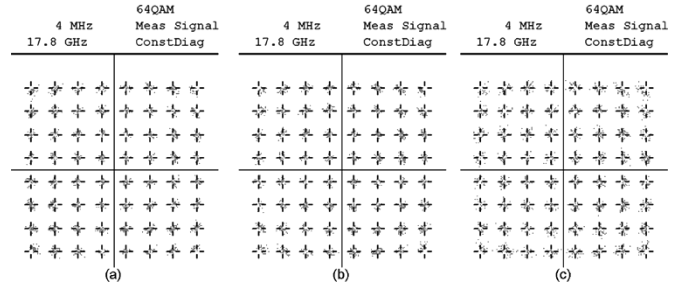 64QAM
4 MHz Meas Signal
17.8 GHz ConstDiag
64QAM
4 MHz Meas Signal
17.8 GHz ConstDiag
64QAM
4 MHz Meas Signal
17.8 GHz ConstDiag
(a)
(b)
(c)